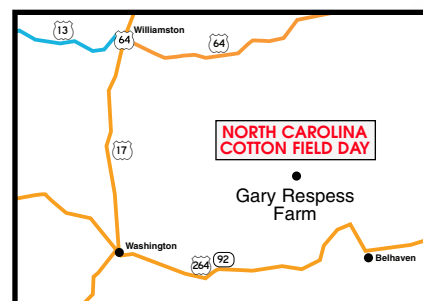 13
Williamston
64
64
NORTH CAROLINA
COTTON FIELD DAY
17
Gary Respess
Farm
Washington
92
264
Belhaven